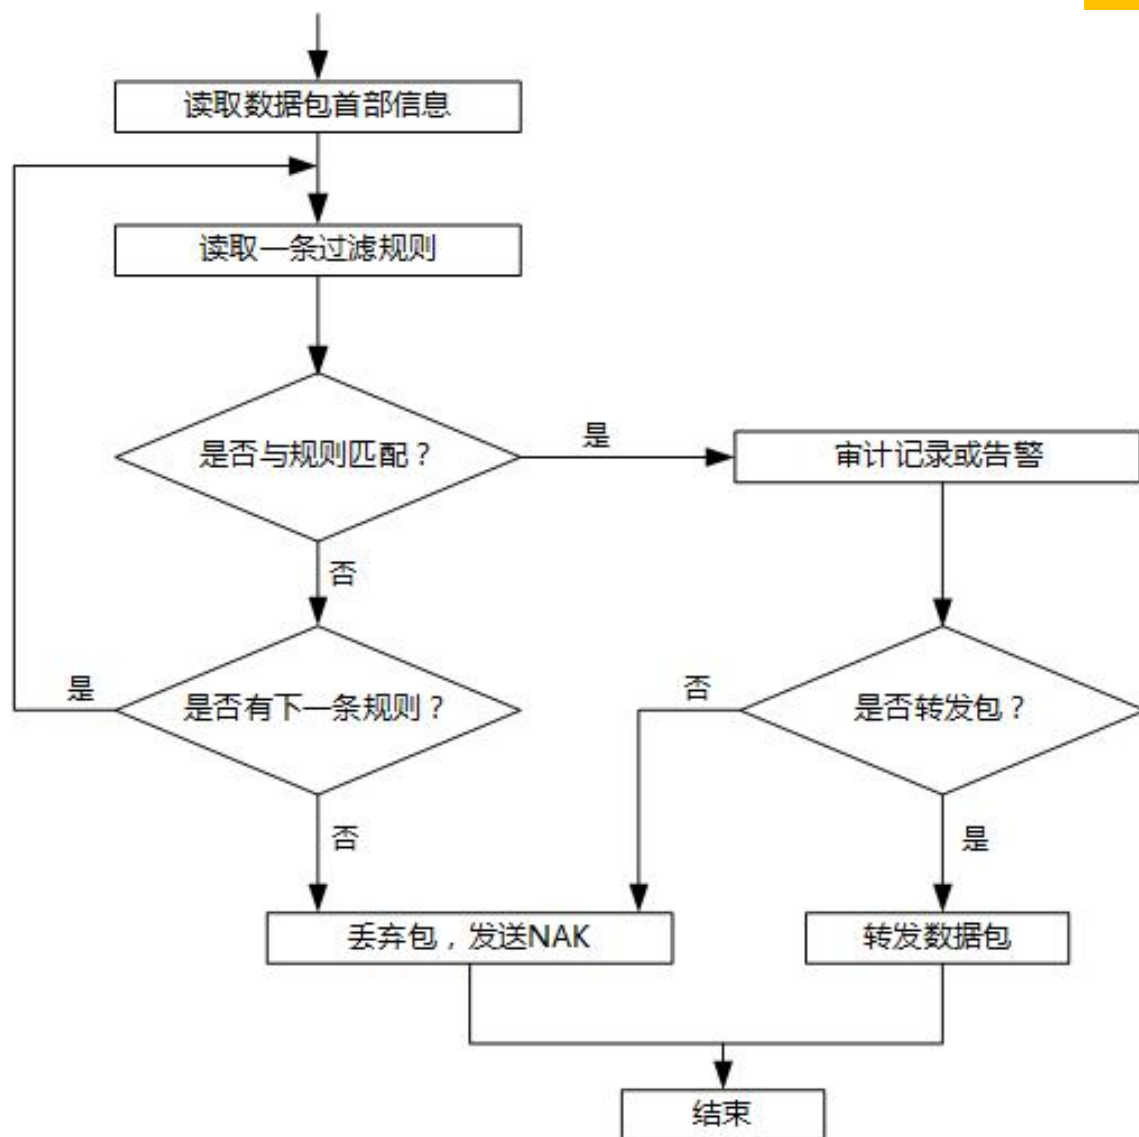 读取数据包首部信息
读取一条过滤规则
是否与规则匹配？
是
审计记录或告警
否
是
是否有下一条规则？
否
是否转发包？
否
是
丢弃包，发送NAK
转发数据包
结束